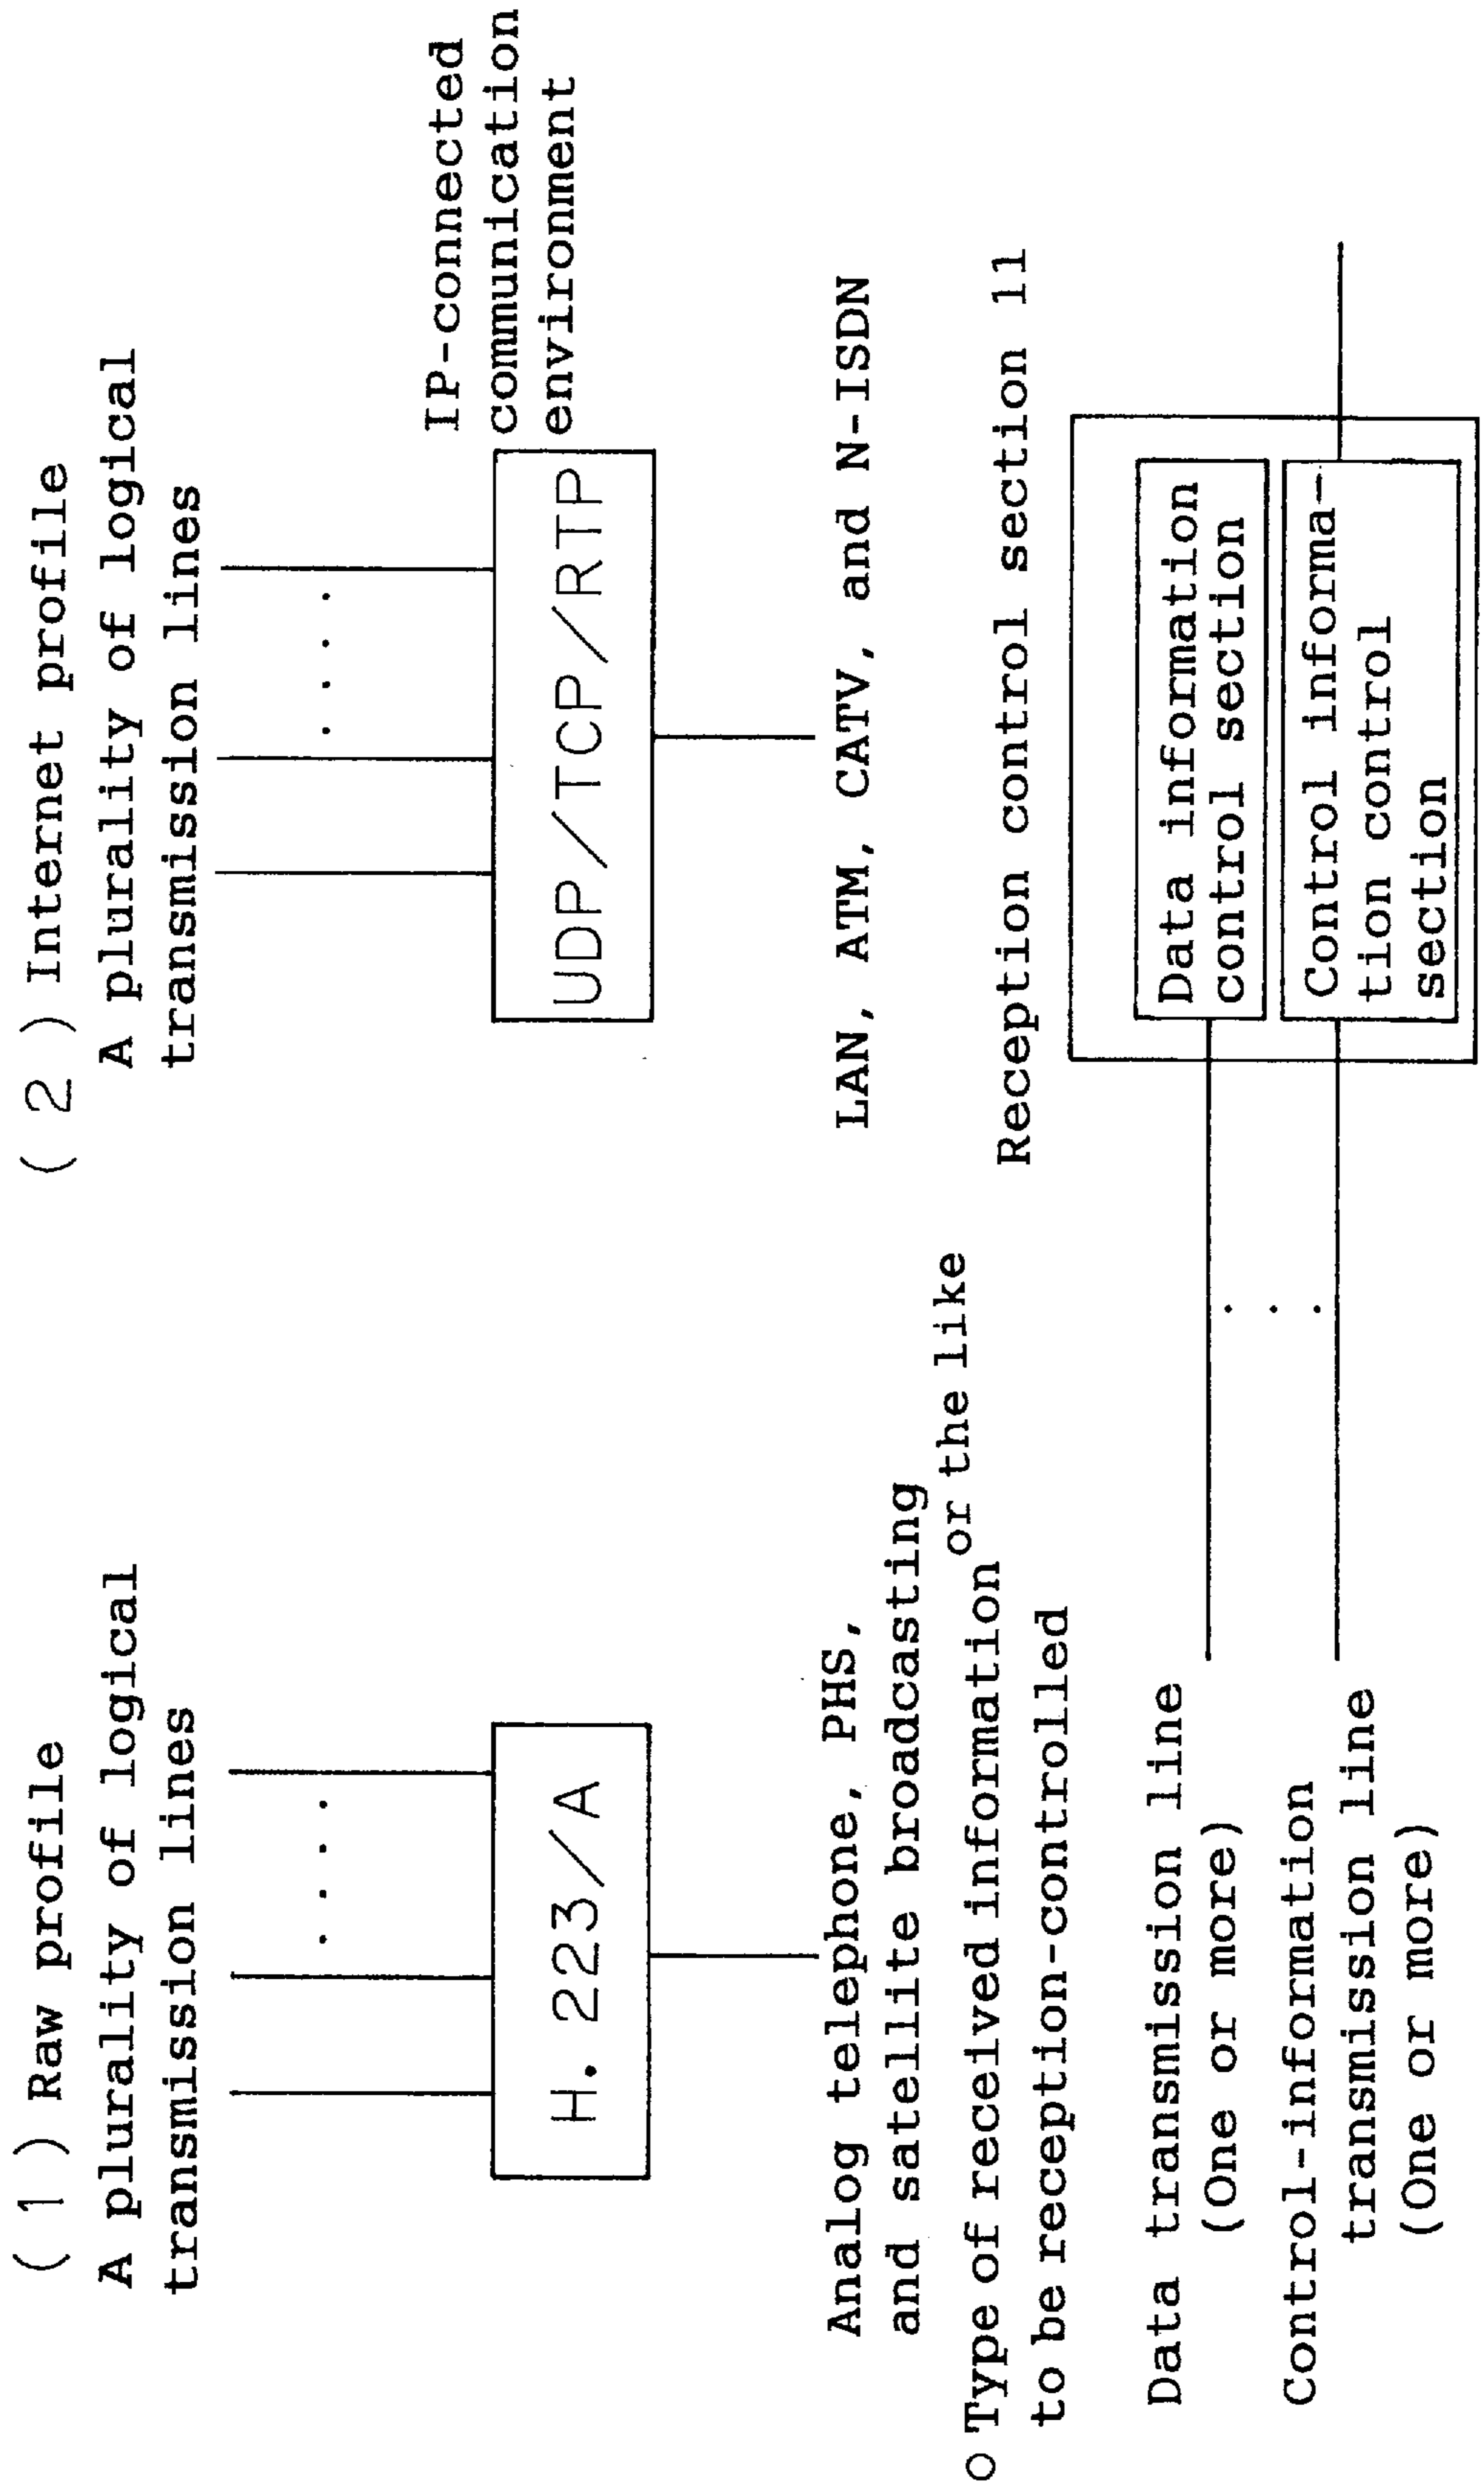 ( 1 ) Raw profile
A plurality of logical
transmission lines
H. 223/A
Analog telephone, PHS,
and satellite broadcasting
or the like
( 2 ) Internet profile
A plurality of logical
transmission lines
IP-connected
communication
environment
UDP/TCP/RTP
LAN, ATM, CATV, and N-ISDN
○ Type of received information
to be reception-controlled
Reception control section 11
Data transmission line
(One or more)
Control-information
transmission line
(One or more)
Data information
control section
Control informa-
tion control
section